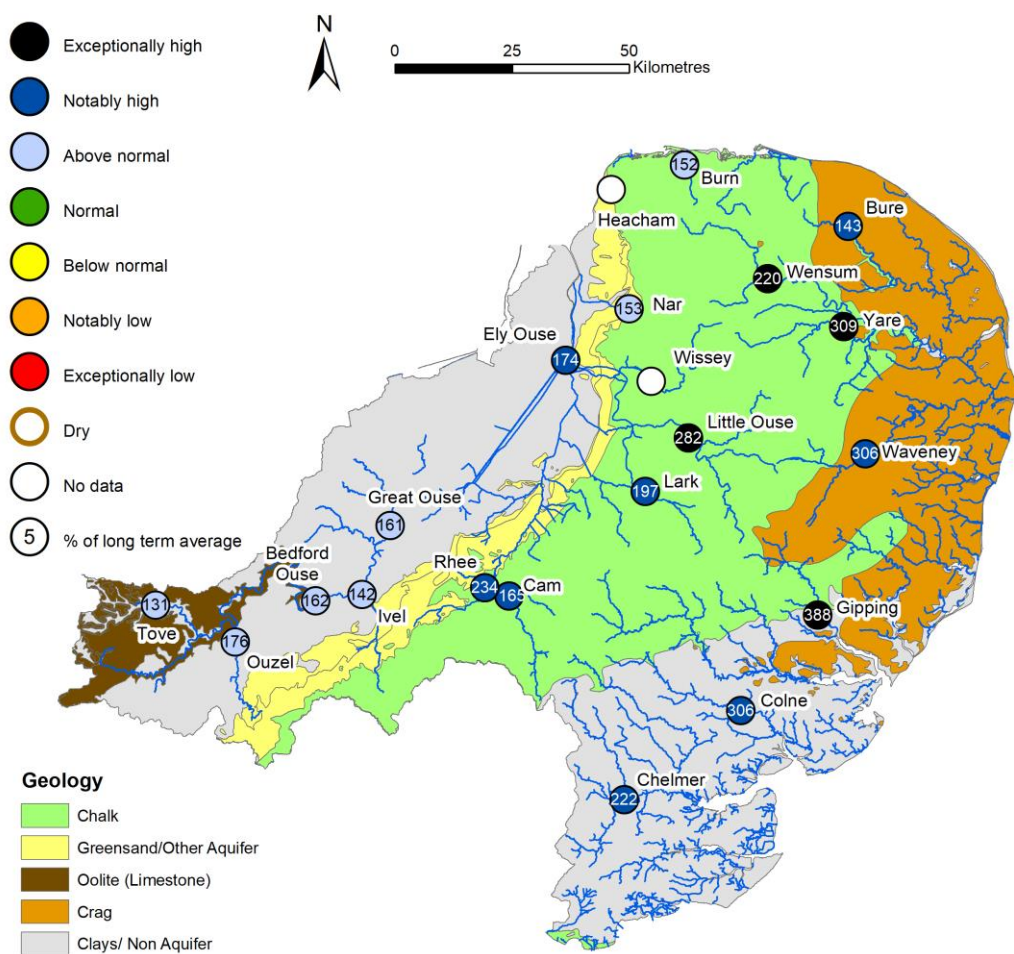 Exceptionally high
Notably high
Above normal
Normal
Below normal
Notably low
Exceptionally low
Dry
No data
5
% of long term average
N
0
25
50
Kilometres
152
Burn
Heacham
Bure
143
Wensum
220
Nar
153
Yare
309
Ely Ouse
174
Wissey
Little Ouse
282
Waveney
306
Lark
197
Great Ouse
161
Bedford
Ouse
162
142
Ivel
Rhee
234
165
Cam
131
Tove
176
Ouzel
Gipping
388
Colne
306
Chelmer
222
Geology
Chalk
Greensand/Other Aquifer
Oolite (Limestone)
Crag
Clays/ Non Aquifer